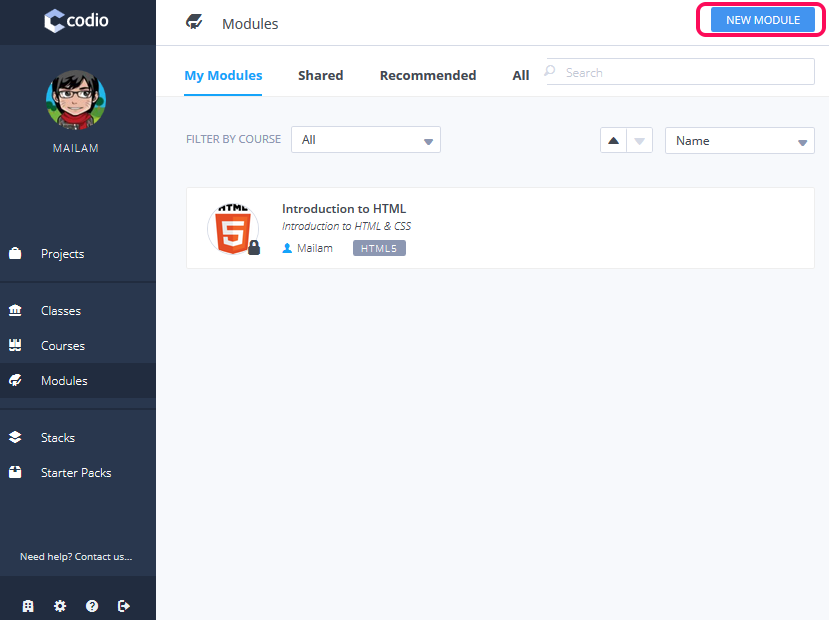 codio
Modules
NEW MODULE
My Modules
Shared
Recommended
All
Search
MAILAM
FILTER BY COURSE
All
Name
HTML
5
Introduction to HTML
Introduction to HTML & CSS
Mailam
HTML5
Projects
Classes
Courses
Modules
Stacks
Starter Packs
Need help? Contact us...